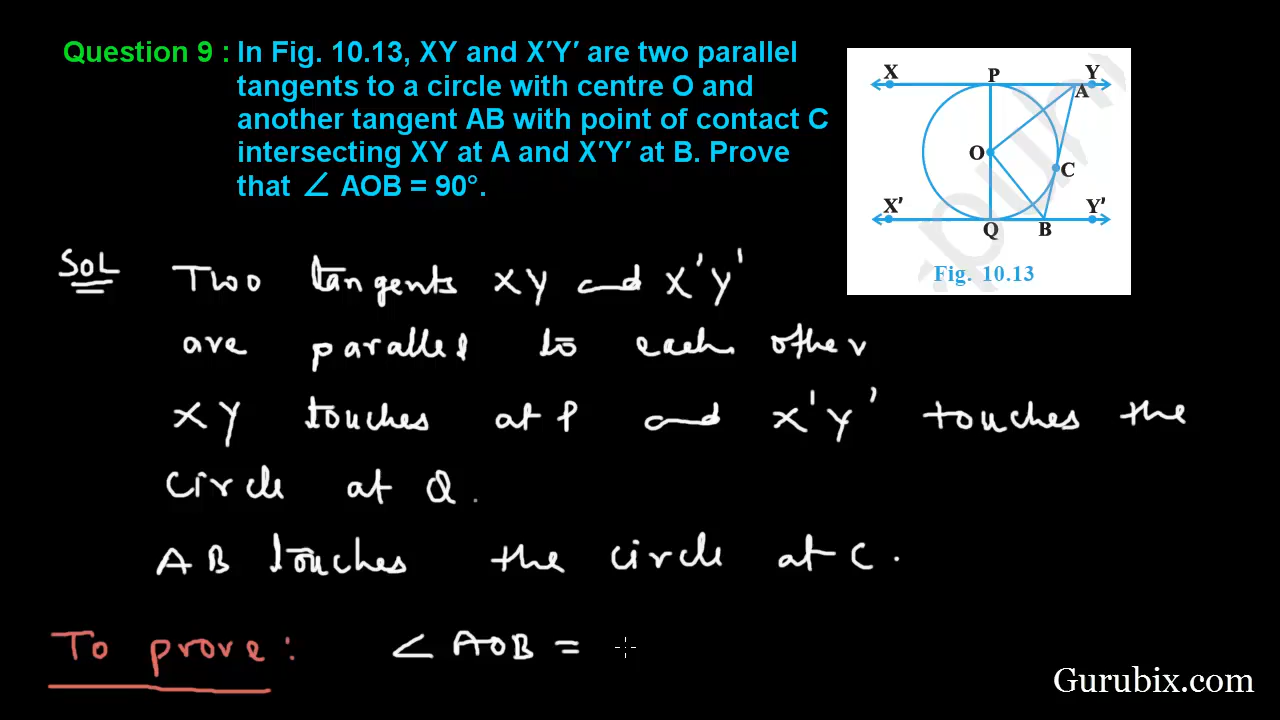 Question 9 : In Fig. 10.13, XY and X′Y′ are two parallel
tangents to a circle with centre O and
another tangent AB with point of contact C
intersecting XY at A and X′Y′ at B. Prove
that ∠ AOB = 90°.
X P Y
A
O
C
X′ Y′
Q B
Fig. 10.13
SOL Two tangents XY and X'Y'
are parallel to each other
XY touches at P and X'Y' touches the
circle at Q.
AB touches the circle at C.
To prove: ∠ AOB =
Gurubix.com